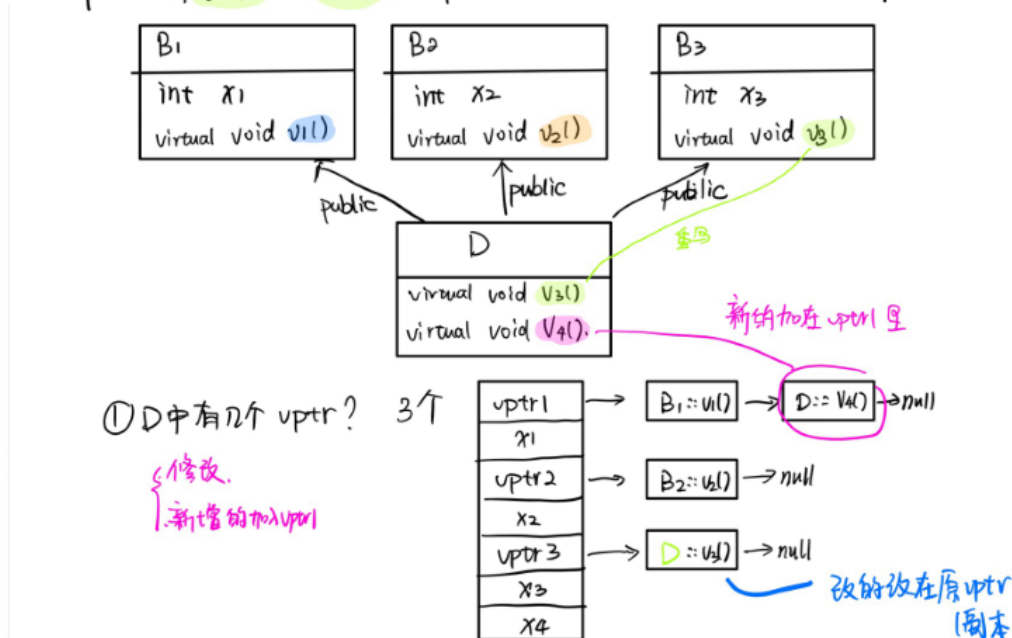 B1
int x1
virtual void v1()
B2
int x2
virtual void v2()
B3
int x3
virtual void v3()
public
public
public
重写
D
virtual void V3()
virtual void V4().
新的加在vptr1里
① D中有几个vptr? 3个
修改.
新增的加入vptr1
vptr1
x1
vptr2
x2
vptr3
x3
x4
B1::v1()
D::V4()
null
B2::v2()
null
D::v3()
null
改的改在原vptr
(副本